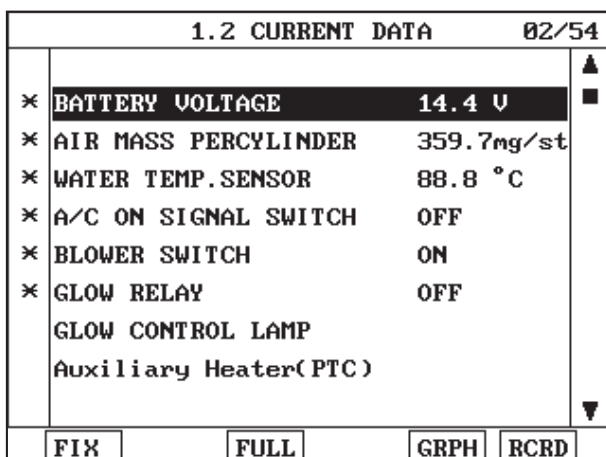 1.2 CURRENT DATA 02/54
* BATTERY VOLTAGE 14.4 V
* AIR MASS PERCYLINDER 359.7mg/st
* WATER TEMP.SENSOR 88.8 °C
* A/C ON SIGNAL SWITCH OFF
* BLOWER SWITCH ON
* GLOW RELAY OFF
GLOW CONTROL LAMP
Auxiliary Heater(PTC)
FIX FULL GRPH RCRD